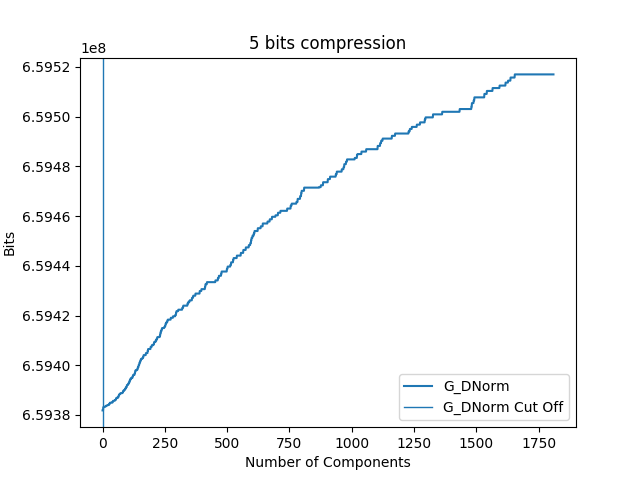 5 bits compression
1e8
6.5952
6.5950
6.5948
6.5946
6.5944
6.5942
6.5940
6.5938
Bits
0 250 500 750 1000 1250 1500 1750
Number of Components
G_DNorm
G_DNorm Cut Off